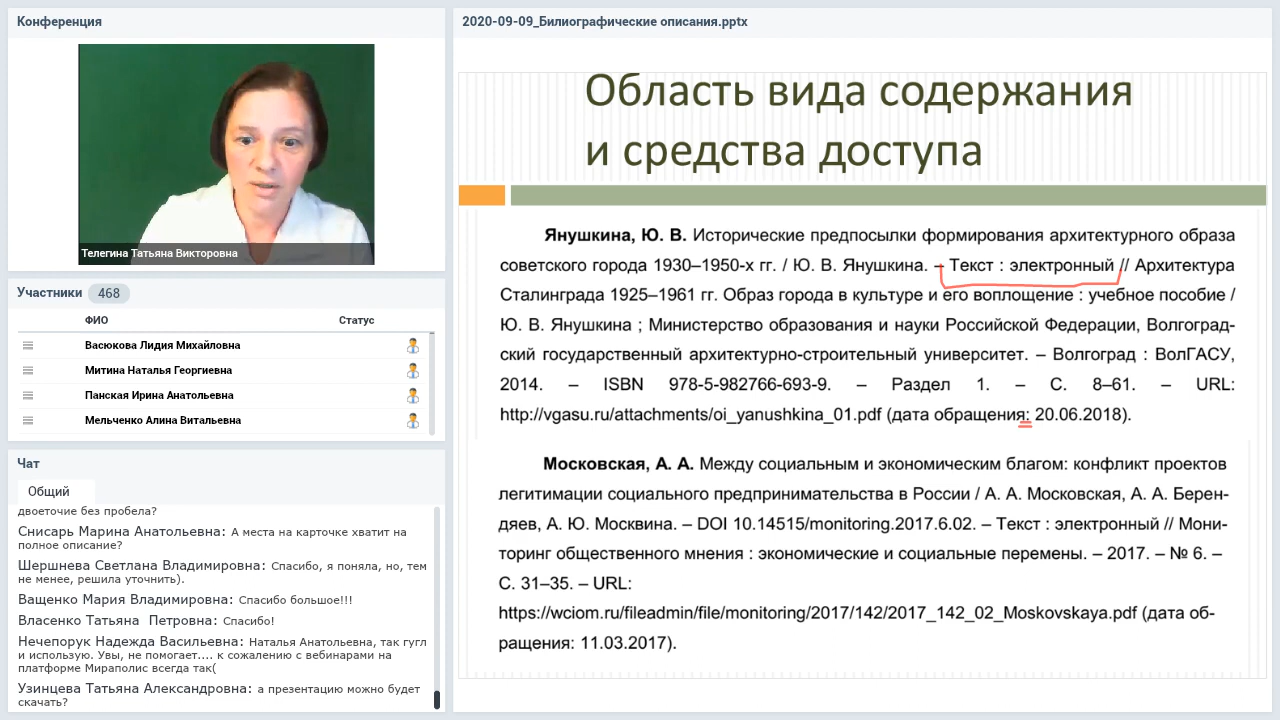 Конференция
Телегина Татьяна Викторовна
Участники 468
ФИО Статус
Васюкова Лидия Михайловна
Митина Наталья Георгиевна
Панская Ирина Анатольевна
Мельченко Алина Витальевна
Чат
Общий
двоеточие без пробела?
Снисарь Марина Анатольевна: А места на карточке хватит на
полное описание?
Шершнева Светлана Владимировна: Спасибо, я поняла, но, тем
не менее, решила уточнить).
Ващенко Мария Владимировна: Спасибо большое!!!
Власенко Татьяна Петровна: Спасибо!
Нечепорук Надежда Васильевна: Наталья Анатольевна, так гугл
и использую. Увы, не помогает.... к сожалению с вебинарами на
платформе Мираполис всегда так(
Узинцева Татьяна Александровна: а презентацию можно будет
скачать?
2020-09-09_Билиографические описания.pptx
Область вида содержания
и средства доступа
Янушкина, Ю. В. Исторические предпосылки формирования архитектурного образа
советского города 1930–1950-х гг. / Ю. В. Янушкина. – Текст : электронный // Архитектура
Сталинграда 1925–1961 гг. Образ города в культуре и его воплощение : учебное пособие /
Ю. В. Янушкина ; Министерство образования и науки Российской Федерации, Волгоград-
ский государственный архитектурно-строительный университет. – Волгоград : ВолГАСУ,
2014. – ISBN 978-5-982766-693-9. – Раздел 1. – С. 8–61. – URL:
http://vgasu.ru/attachments/oi_yanushkina_01.pdf (дата обращения: 20.06.2018).
Московская, А. А. Между социальным и экономическим благом: конфликт проектов
легитимации социального предпринимательства в России / А. А. Московская, А. А. Берен-
дяев, А. Ю. Москвина. – DOI 10.14515/monitoring.2017.6.02. – Текст : электронный // Мони-
торинг общественного мнения : экономические и социальные перемены. – 2017. – № 6. –
С. 31–35. – URL:
https://wciom.ru/fileadmin/file/monitoring/2017/142/2017_142_02_Moskovskaya.pdf (дата об-
ращения: 11.03.2017).